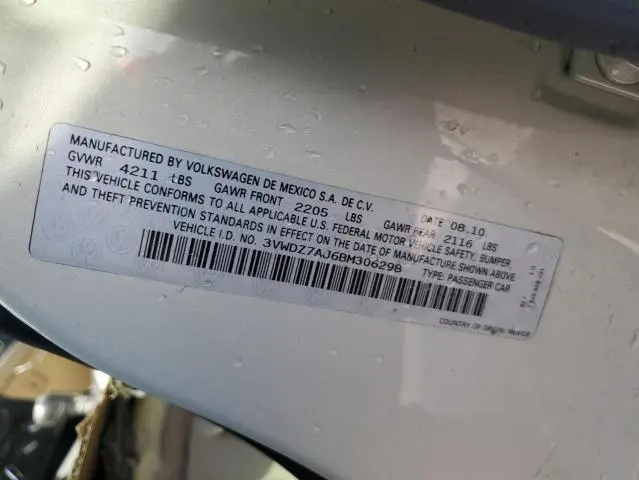 MANUFACTURED BY VOLKSWAGEN DE MEXICO S.A. DE C.V. DATE 08.10
GVWR 4211 LBS GAWR FRONT 2205 LBS GAWR REAR 2116 LBS
THIS VEHICLE CONFORMS TO ALL APPLICABLE U.S. FEDERAL MOTOR VEHICLE SAFETY, BUMPER
AND THEFT PREVENTION STANDARDS IN EFFECT ON THE DATE OF MANUFACTURE SHOWN ABOVE
VEHICLE I.D. NO. 3VWDZ7AJ6BM306298 TYPE: PASSENGER CAR
COUNTRY OF ORIGIN: MEXICO